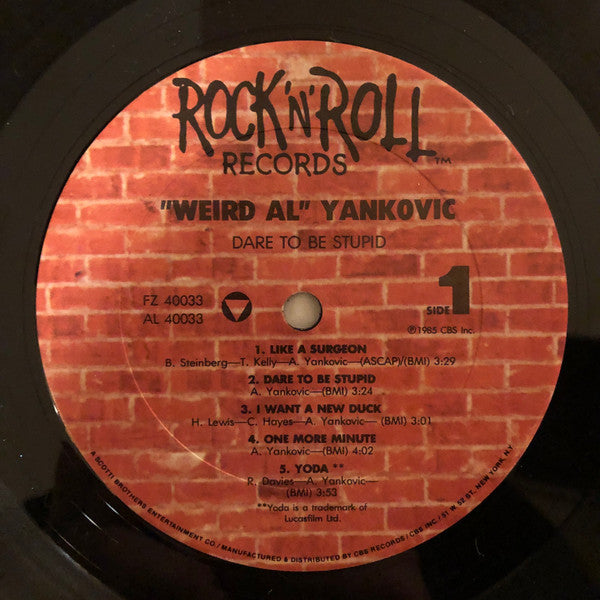 ROCK 'N' ROLL
™
RECORDS
"WEIRD AL" YANKOVIC
DARE TO BE STUPID
FZ 40033
AL 40033
SIDE 1
℗1985 CBS Inc.
1. LIKE A SURGEON
B. Steinberg—T. Kelly—A. Yankovic—(ASCAP)/(BMI) 3:29
2. DARE TO BE STUPID
A. Yankovic—(BMI) 3:24
3. I WANT A NEW DUCK
H. Lewis—C. Hayes—A. Yankovic—(BMI) 3:01
4. ONE MORE MINUTE
A. Yankovic—(BMI) 4:02
5. YODA **
R. Davies—A. Yankovic—
(BMI) 3:53
**Yoda is a trademark of
Lucasfilm Ltd.
A SCOTTI BROTHERS ENTERTAINMENT CO / MANUFACTURED & DISTRIBUTED BY CBS RECORDS / CBS INC / 51 W. 52 ST., NEW YORK, N.Y.